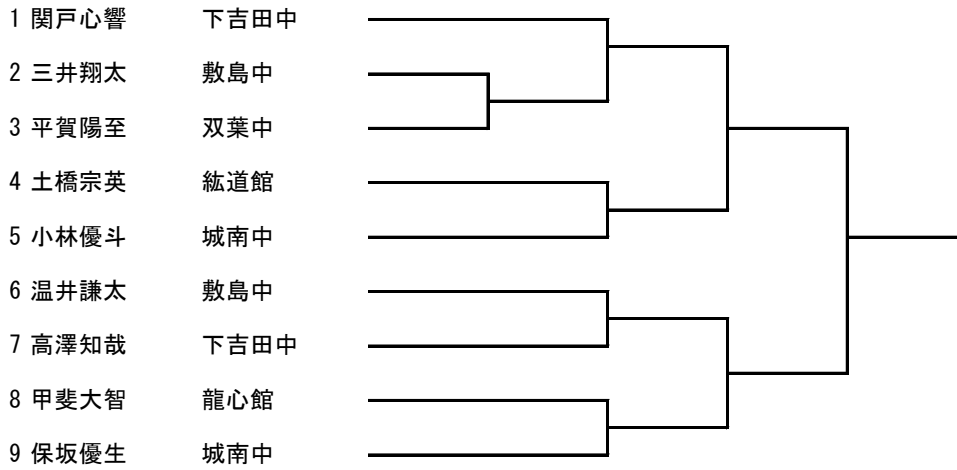 1 関戸心響 下吉田中
2 三井翔太 敷島中
3 平賀陽至 双葉中
4 土橋宗英 紘道館
5 小林優斗 城南中
6 温井謙太 敷島中
7 高澤知哉 下吉田中
8 甲斐大智 龍心館
9 保坂優生 城南中